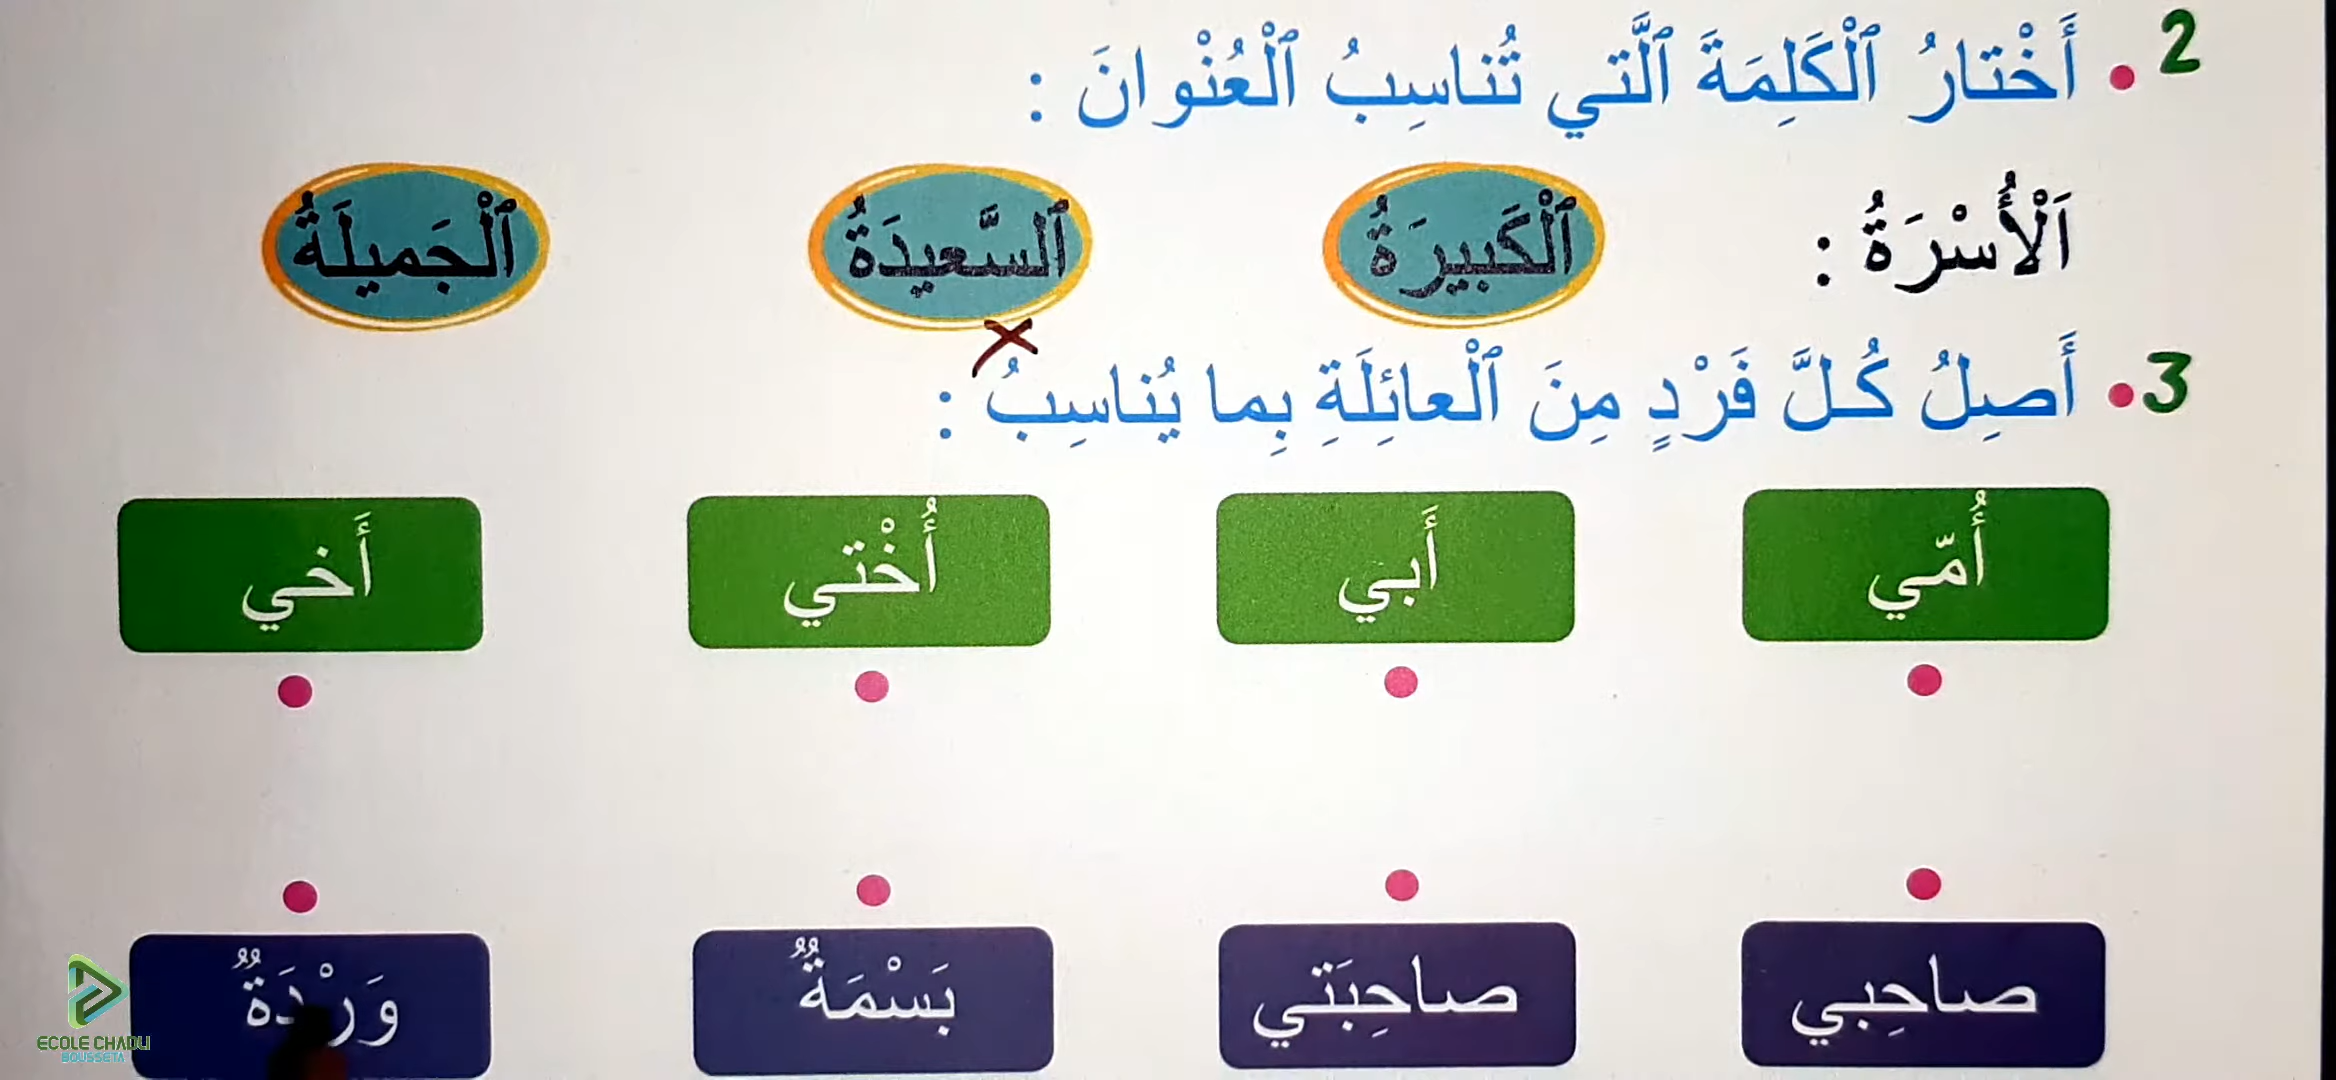 2 • أَخْتارُ ٱلْكَلِمَةَ ٱلَّتي تُناسِبُ ٱلْعُنْوانَ :
اَلْأُسْرَةُ : ٱلْكَبيرَةُ ٱلسَّعيدَةُ ٱلْجَميلَةُ
3 • أَصِلُ كُلَّ فَرْدٍ مِنَ ٱلْعائِلَةِ بِما يُناسِبُ :
أُمّي أَبي أُخْتي أَخي
صاحِبي صاحِبَتي بَسْمَةٌ وَرْدَةٌ
ECOLE CHADLI
BOUSSETA